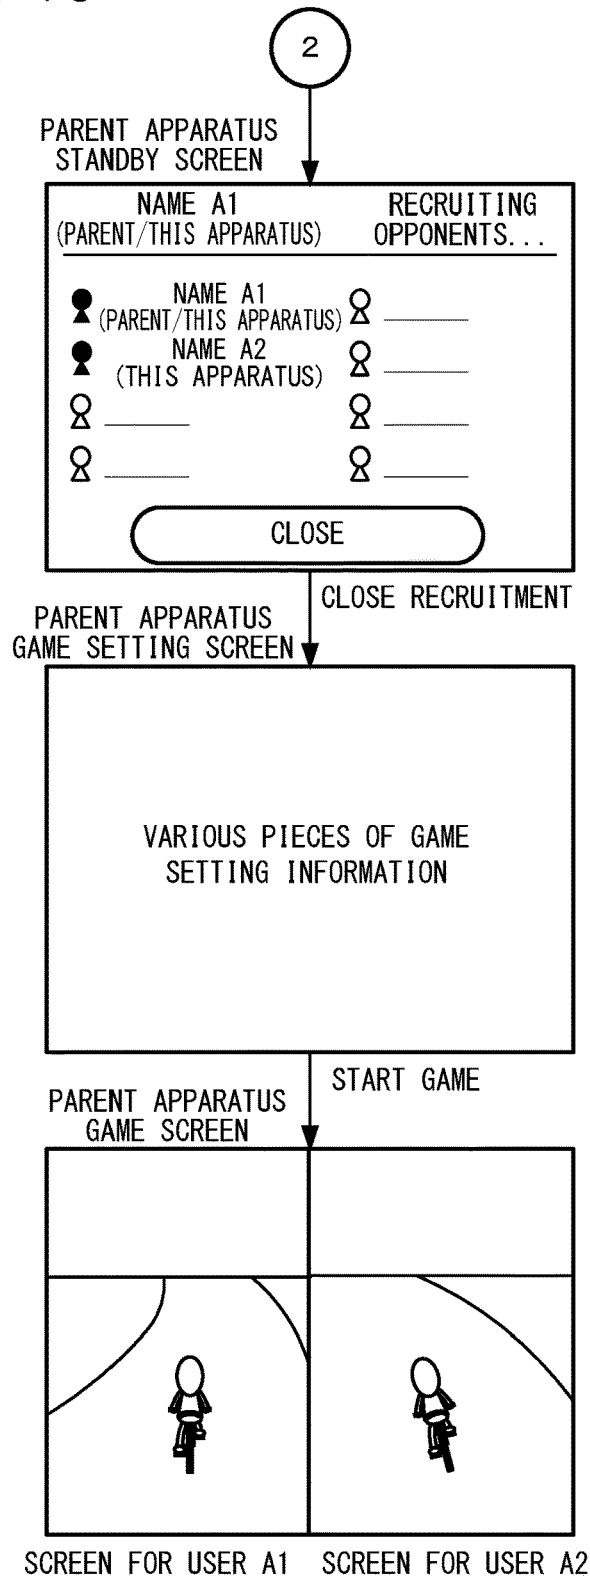 2
PARENT APPARATUS
STANDBY SCREEN
NAME A1
(PARENT/THIS APPARATUS)
RECRUITING
OPPONENTS...
NAME A1
(PARENT/THIS APPARATUS)
NAME A2
(THIS APPARATUS)
CLOSE
CLOSE RECRUITMENT
PARENT APPARATUS
GAME SETTING SCREEN
VARIOUS PIECES OF GAME
SETTING INFORMATION
START GAME
PARENT APPARATUS
GAME SCREEN
SCREEN FOR USER A1
SCREEN FOR USER A2